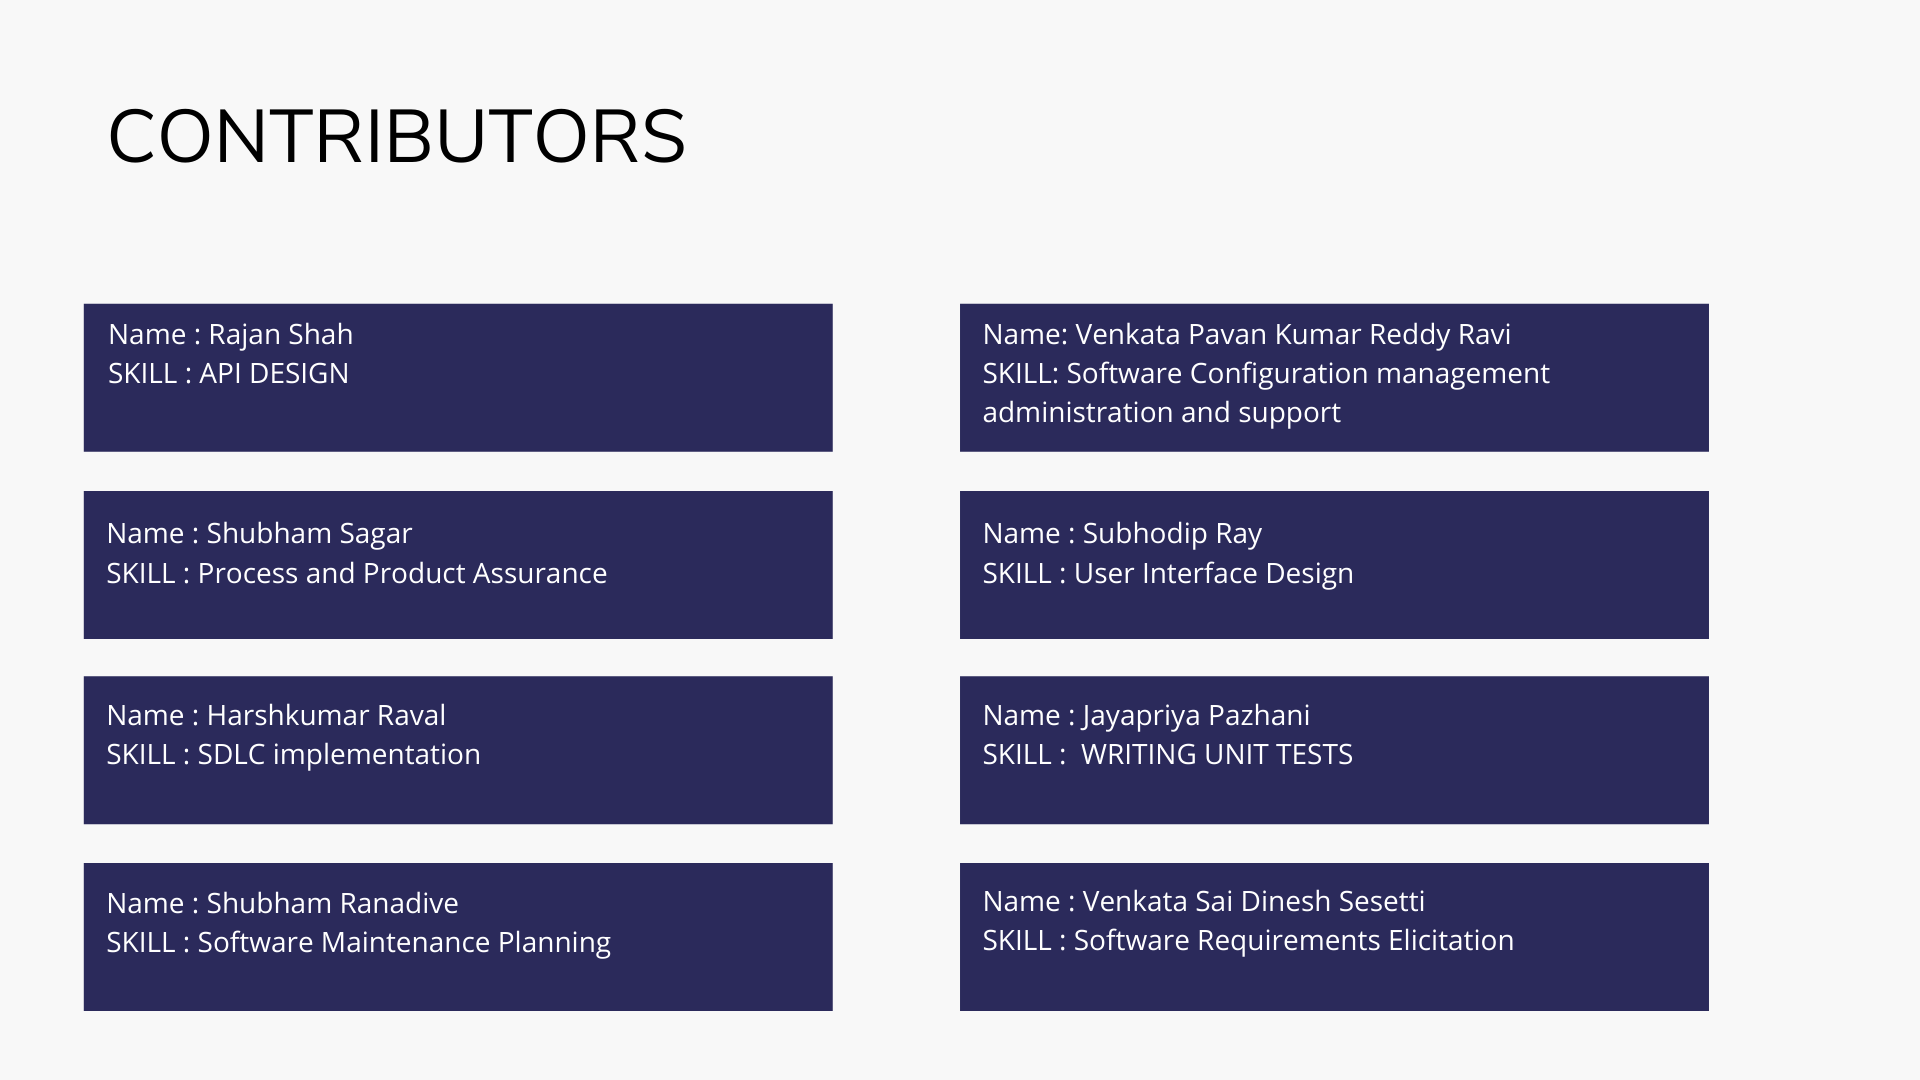 CONTRIBUTORS
Name : Rajan Shah
SKILL : API DESIGN
Name: Venkata Pavan Kumar Reddy Ravi
SKILL: Software Configuration management
administration and support
Name : Shubham Sagar
SKILL : Process and Product Assurance
Name : Subhodip Ray
SKILL : User Interface Design
Name : Harshkumar Raval
SKILL : SDLC implementation
Name : Jayapriya Pazhani
SKILL :  WRITING UNIT TESTS
Name : Shubham Ranadive
SKILL : Software Maintenance Planning
Name : Venkata Sai Dinesh Sesetti
SKILL : Software Requirements Elicitation